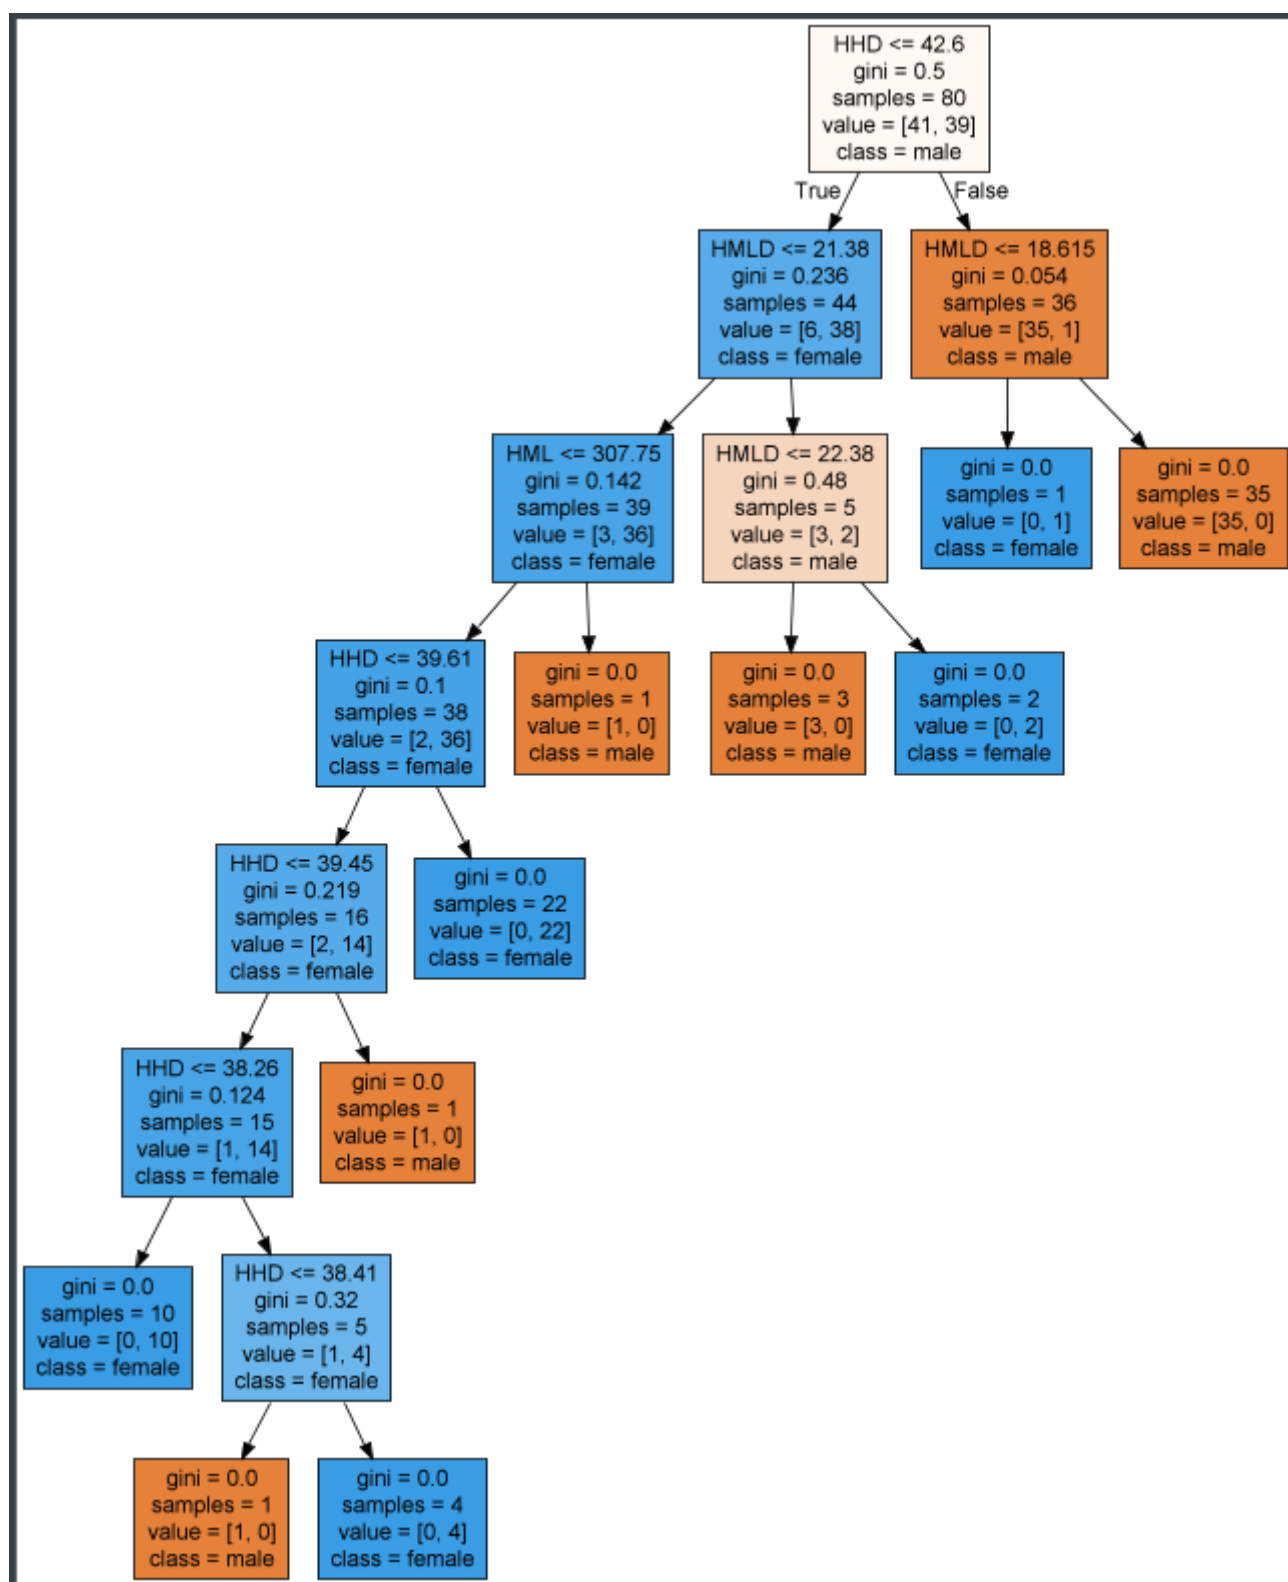 HHD <= 42.6
gini = 0.5
samples = 80
value = [41, 39]
class = male
True
False
HMLD <= 21.38
gini = 0.236
samples = 44
value = [6, 38]
class = female
HMLD <= 18.615
gini = 0.054
samples = 36
value = [35, 1]
class = male
HML <= 307.75
gini = 0.142
samples = 39
value = [3, 36]
class = female
HMLD <= 22.38
gini = 0.48
samples = 5
value = [3, 2]
class = male
gini = 0.0
samples = 1
value = [0, 1]
class = female
gini = 0.0
samples = 35
value = [35, 0]
class = male
HHD <= 39.61
gini = 0.1
samples = 38
value = [2, 36]
class = female
gini = 0.0
samples = 1
value = [1, 0]
class = male
gini = 0.0
samples = 3
value = [3, 0]
class = male
gini = 0.0
samples = 2
value = [0, 2]
class = female
HHD <= 39.45
gini = 0.219
samples = 16
value = [2, 14]
class = female
gini = 0.0
samples = 22
value = [0, 22]
class = female
HHD <= 38.26
gini = 0.124
samples = 15
value = [1, 14]
class = female
gini = 0.0
samples = 1
value = [1, 0]
class = male
gini = 0.0
samples = 10
value = [0, 10]
class = female
HHD <= 38.41
gini = 0.32
samples = 5
value = [1, 4]
class = female
gini = 0.0
samples = 1
value = [1, 0]
class = male
gini = 0.0
samples = 4
value = [0, 4]
class = female